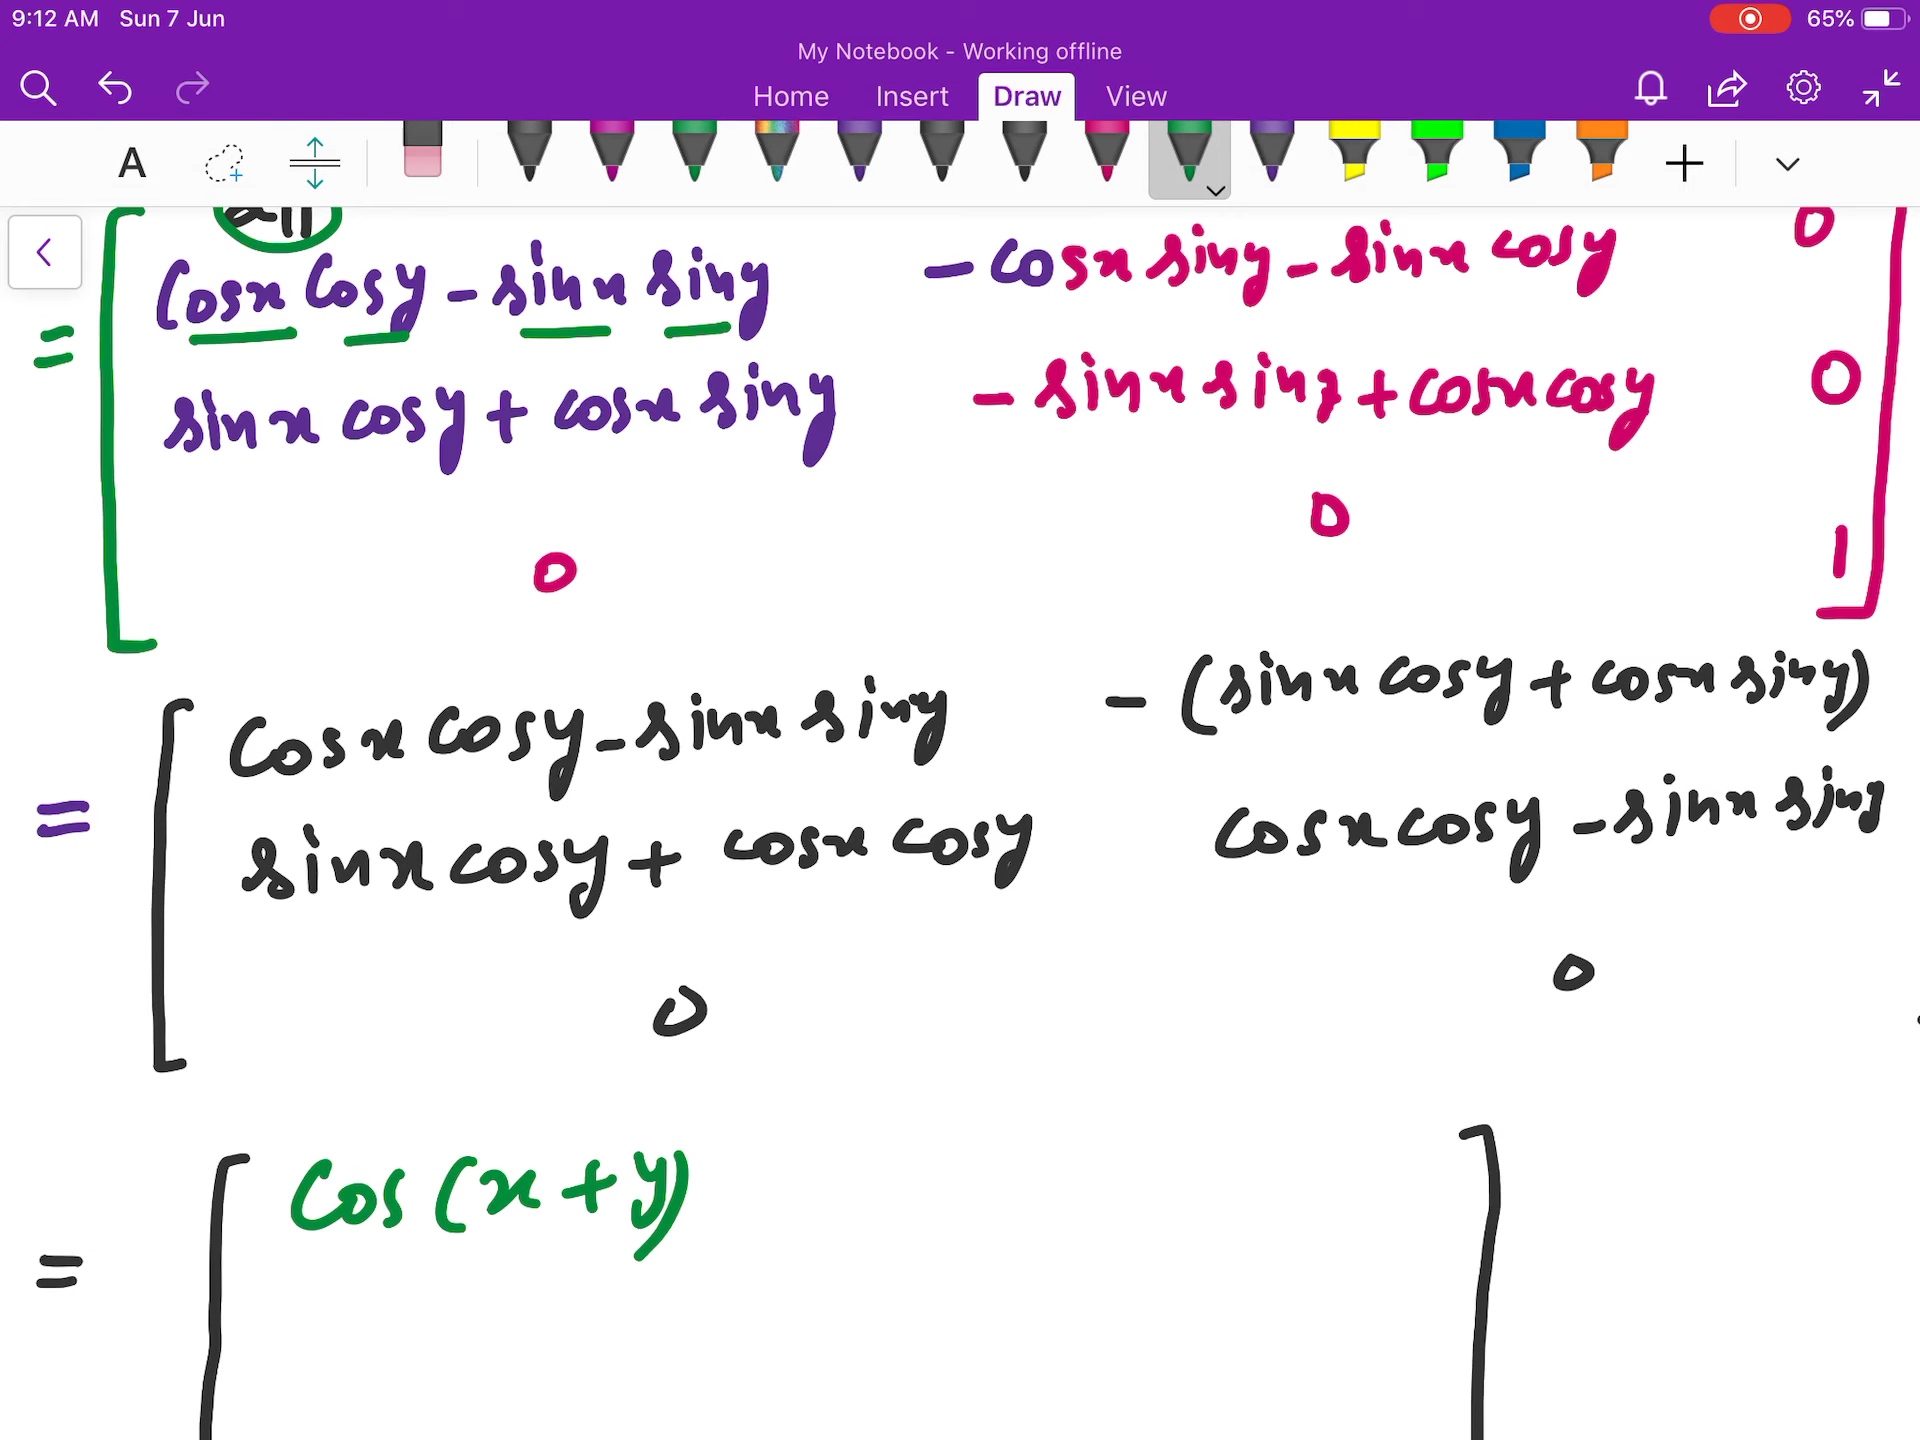 9:12 AM Sun 7 Jun 65%
My Notebook - Working offline
Home Insert Draw View
A
0
= cosx cosy - sinx siny - cosx siny - sinx cosy
sinx cosy + cosx siny - sinx siny + cosx cosy 0
0 0 1
= cosx cosy - sinx siny - (sinx cosy + cosx siny)
sinx cosy + cosx cosy cosx cosy - sinx siny
0 0
= cos (x + y)